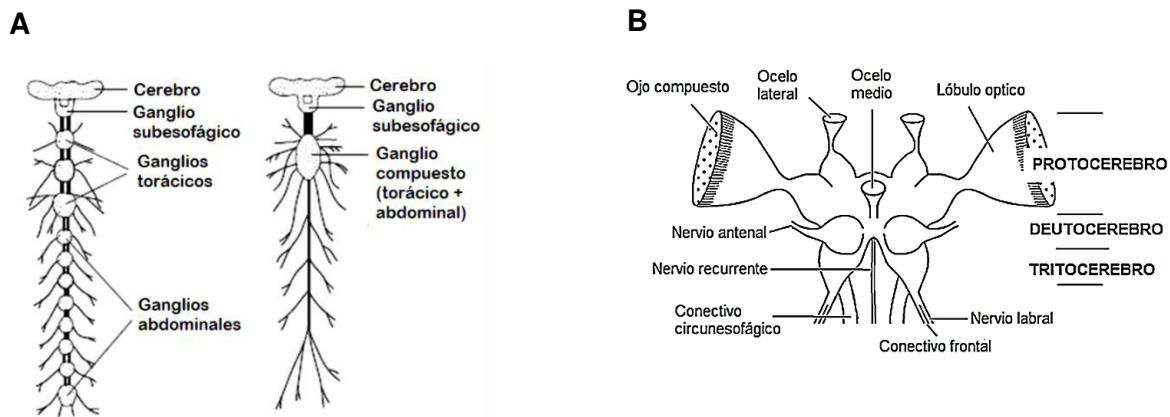 A
Cerebro
Ganglio
subesofágico
Ganglios
torácicos
Ganglios
abdominales
Cerebro
Ganglio
subesofágico
Ganglio
compuesto
(torácico +
abdominal)
B
Ojo compuesto
Ocelo
lateral
Ocelo
medio
Lóbulo optico
PROTOCEREBRO
Nervio antenal
DEUTOCEREBRO
Nervio recurrente
TRITOCEREBRO
Conectivo
circunesofágico
Nervio labral
Conectivo frontal